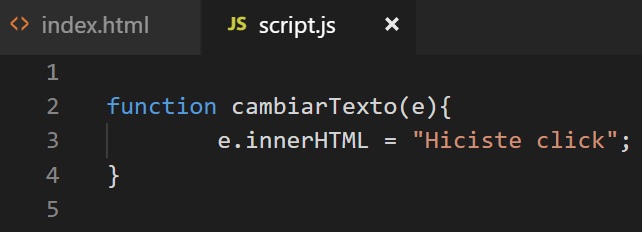 <> index.html JS script.js ×
1
2 function cambiarTexto(e){
3 e.innerHTML = "Hiciste click";
4 }
5